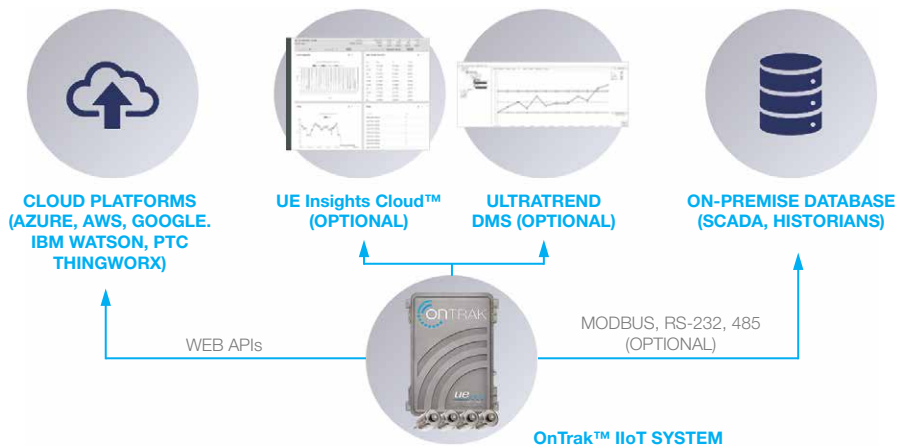 CLOUD PLATFORMS
(AZURE, AWS, GOOGLE.
IBM WATSON, PTC
THINGWORX)
UE Insights Cloud™
(OPTIONAL)
ULTRATREND
DMS (OPTIONAL)
ON-PREMISE DATABASE
(SCADA, HISTORIANS)
WEB APIs
MODBUS, RS-232, 485
(OPTIONAL)
ONTRAK
ue
OnTrak™ IIoT SYSTEM